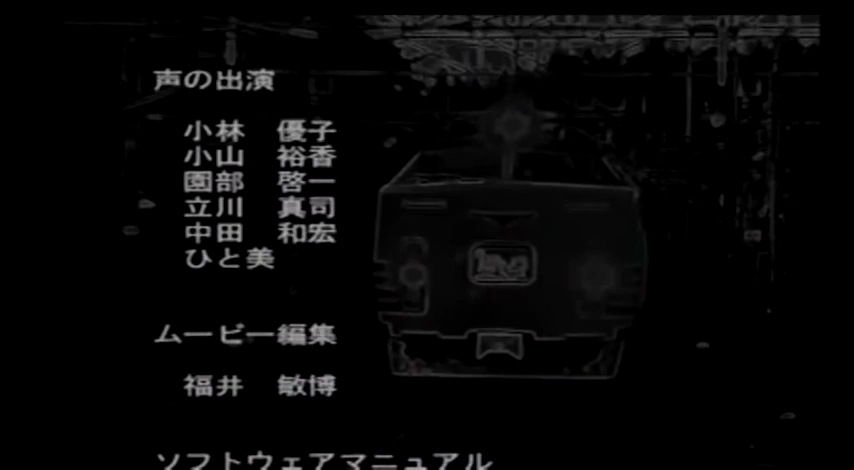 声の出演
小林　優子
小山　裕香
園部　啓一
立川　真司
中田　和宏
ひと美
ムービー編集
福井　敏博
ソフトウェアマニュアル